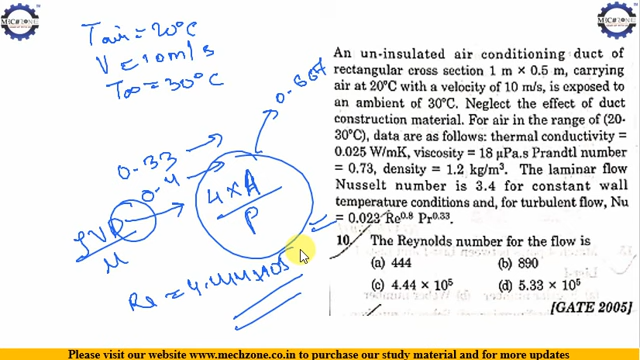 MECH ZONE
MECH ZONE
Tair = 20°C
V = 10 m/s
T∞ = 30°C
0.667
0.33
0.4
4 × A
P
ρVD
μ
Re = 4.444×105
An un-insulated air conditioning duct of
rectangular cross section 1 m × 0.5 m, carrying
air at 20°C with a velocity of 10 m/s, is exposed to
an ambient of 30°C. Neglect the effect of duct
construction material. For air in the range of (20-
30°C), data are as follows: thermal conductivity =
0.025 W/mK, viscosity = 18 μPa.s Prandtl number
= 0.73, density = 1.2 kg/m³. The laminar flow
Nusselt number is 3.4 for constant wall
temperature conditions and, for turbulent flow, Nu
= 0.023 Re^0.8 Pr^0.33.
10. The Reynolds number for the flow is
(a) 444 (b) 890
(c) 4.44 × 10⁵ (d) 5.33 × 10⁵
[GATE 2005]
Please visit our website www.mechzone.co.in to purchase our study material and for more updates